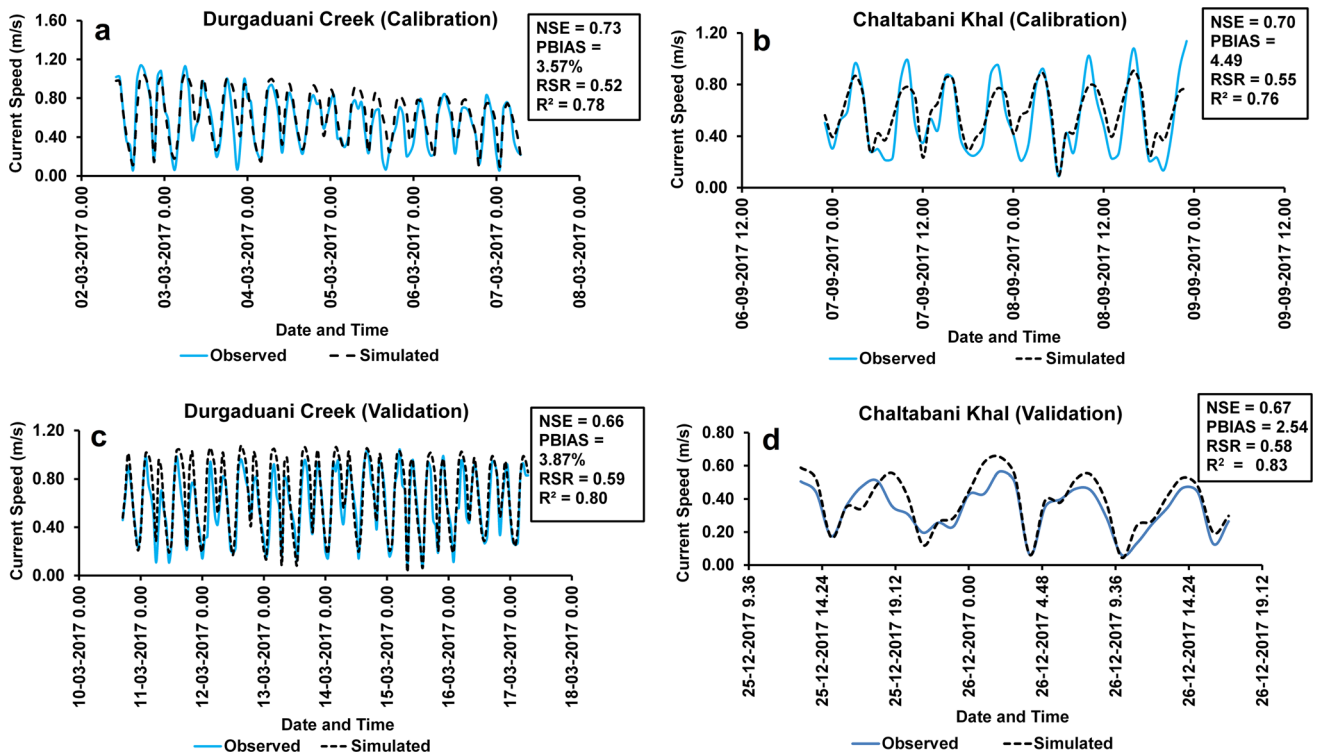 a
Durgaduani Creek (Calibration)
NSE = 0.73
PBIAS =
3.57%
RSR = 0.52
R² = 0.78
Current Speed (m/s)
1.60
1.20
0.80
0.40
0.00
02-03-2017 0.00
03-03-2017 0.00
04-03-2017 0.00
05-03-2017 0.00
06-03-2017 0.00
07-03-2017 0.00
08-03-2017 0.00
Date and Time
Observed
Simulated
b
Chaltabani Khal (Calibration)
NSE = 0.70
PBIAS =
4.49
RSR = 0.55
R² = 0.76
Current Speed (m/s)
1.20
0.80
0.40
0.00
06-09-2017 12.00
07-09-2017 0.00
07-09-2017 12.00
08-09-2017 0.00
08-09-2017 12.00
09-09-2017 0.00
09-09-2017 12.00
Date and Time
Observed
Simulated
c
Durgaduani Creek (Validation)
NSE = 0.66
PBIAS =
3.87%
RSR = 0.59
R² = 0.80
Current Speed (m/s)
1.20
0.80
0.40
0.00
10-03-2017 0.00
11-03-2017 0.00
12-03-2017 0.00
13-03-2017 0.00
14-03-2017 0.00
15-03-2017 0.00
16-03-2017 0.00
17-03-2017 0.00
18-03-2017 0.00
Date and Time
Observed
Simulated
d
Chaltabani Khal (Validation)
NSE = 0.67
PBIAS = 2.54
RSR = 0.58
R² = 0.83
Current Speed (m/s)
0.80
0.60
0.40
0.20
0.00
25-12-2017 9.36
25-12-2017 14.24
25-12-2017 19.12
26-12-2017 0.00
26-12-2017 4.48
26-12-2017 9.36
26-12-2017 14.24
26-12-2017 19.12
Date and Time
Observed
Simulated